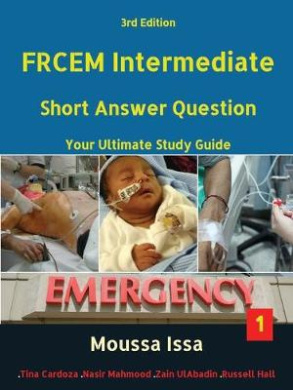 3rd Edition
FRCEM Intermediate
Short Answer Question
Your Ultimate Study Guide
EMERGENCY
1
Moussa Issa
.Tina Cardoza .Nasir Mahmood .Zain UlAbadin .Russell Hall